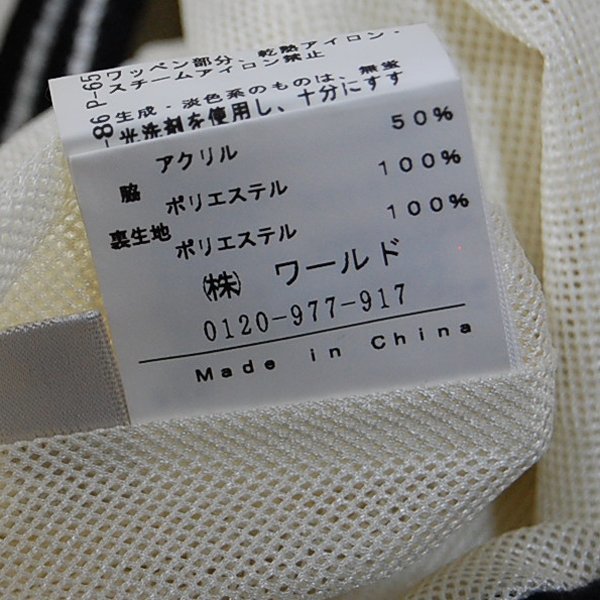 ワッペン部分、乾熱アイロン・
スチームアイロン禁止
P-65
生成・淡色系のものは、無蛍
光洗剤を使用し、十分にすす
アクリル 50%
脇
ポリエステル 100%
裏生地
ポリエステル 100%
㈱ ワールド
0120-977-917
Made in China